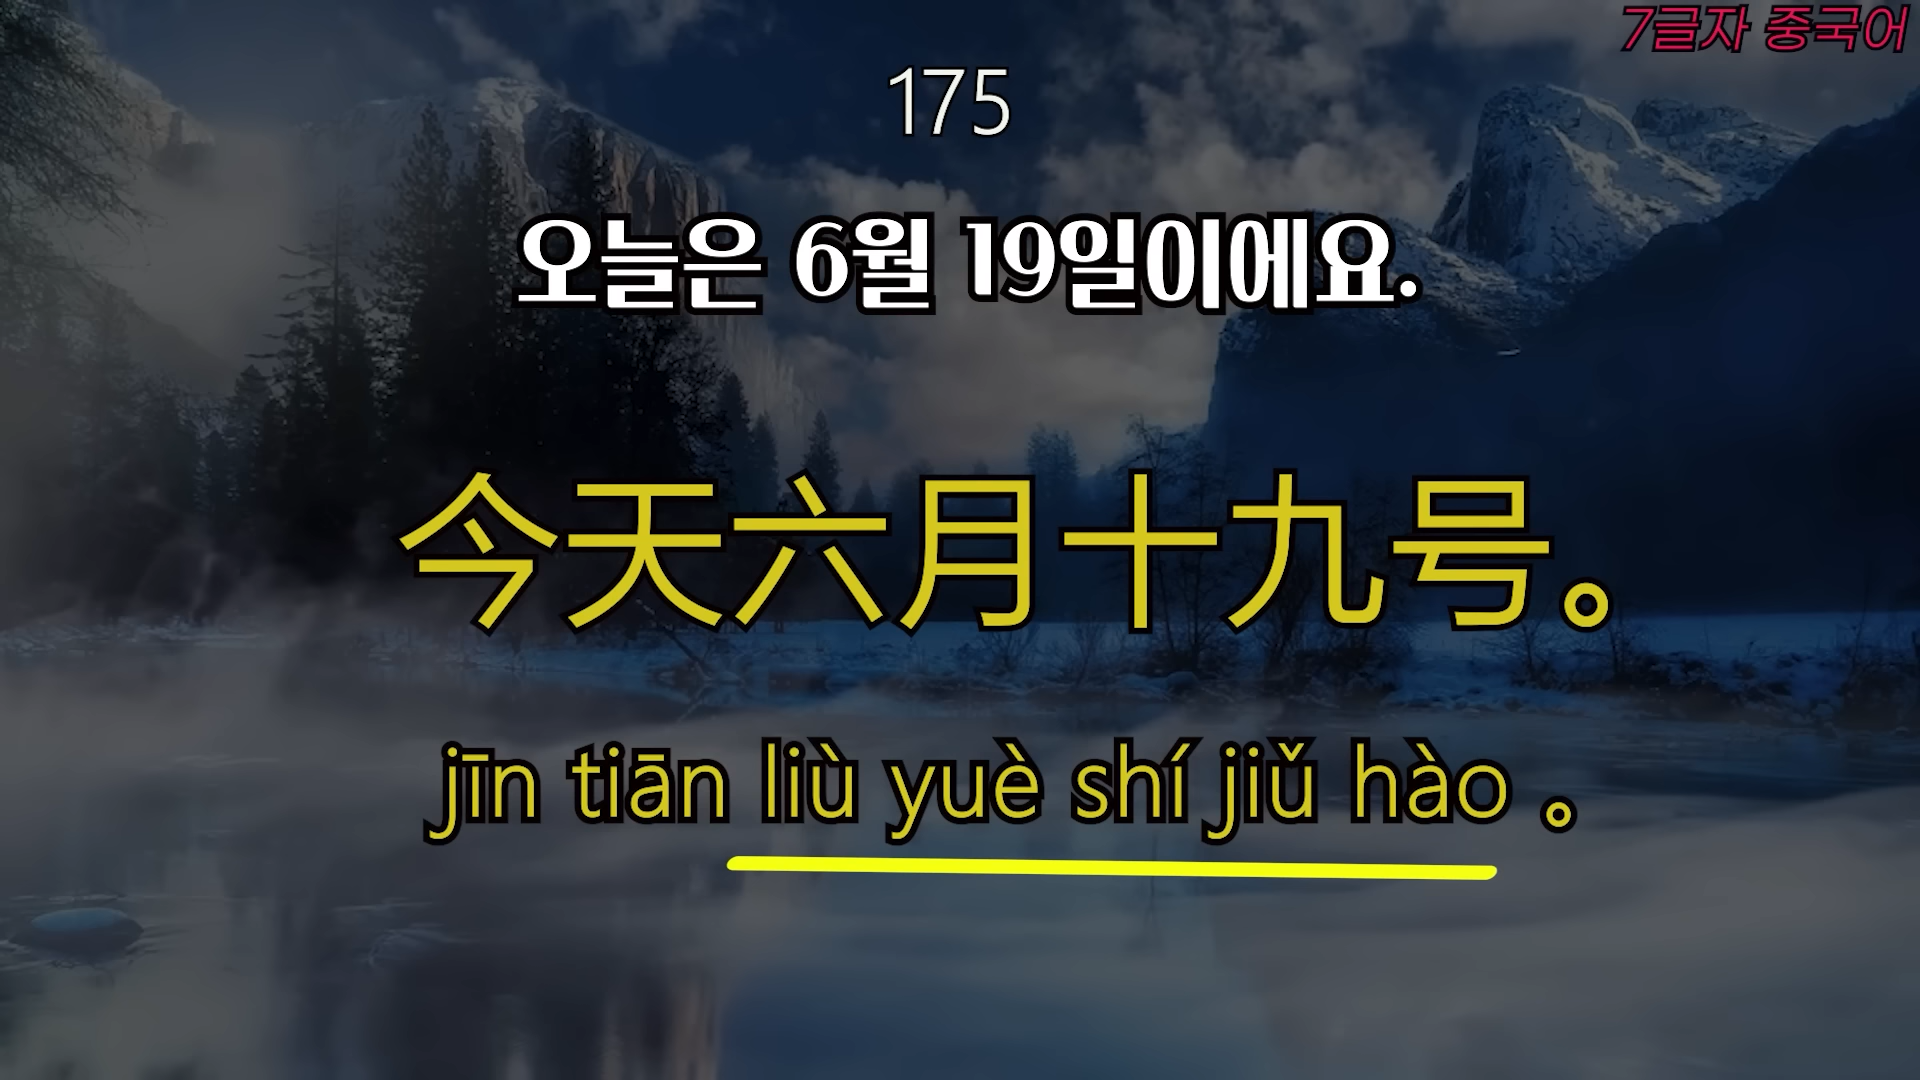 7글자 중국어
175
오늘은 6월 19일이에요.
今天六月十九号。
jīn tiān liù yuè shí jiǔ hào 。